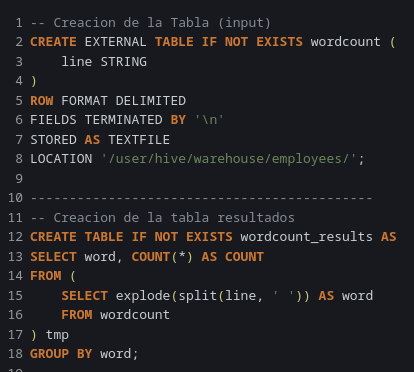 1 -- Creacion de la Tabla (input)
2 CREATE EXTERNAL TABLE IF NOT EXISTS wordcount (
3     line STRING
4 )
5 ROW FORMAT DELIMITED
6 FIELDS TERMINATED BY '\n'
7 STORED AS TEXTFILE
8 LOCATION '/user/hive/warehouse/employees/';
9
10 --------------------------------------------
11 -- Creacion de la tabla resultados
12 CREATE TABLE IF NOT EXISTS wordcount_results AS
13 SELECT word, COUNT(*) AS COUNT
14 FROM (
15     SELECT explode(split(line, ' ')) AS word
16     FROM wordcount
17 ) tmp
18 GROUP BY word;